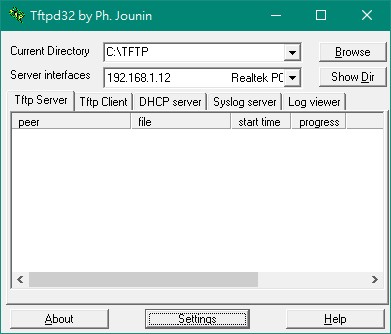 Tftpd32 by Ph. Jounin
Current Directory C:\TFTP Browse
Server interfaces 192.168.1.12 Realtek PC Show Dir
Tftp Server Tftp Client DHCP server Syslog server Log viewer
peer file start time progress
About Settings Help